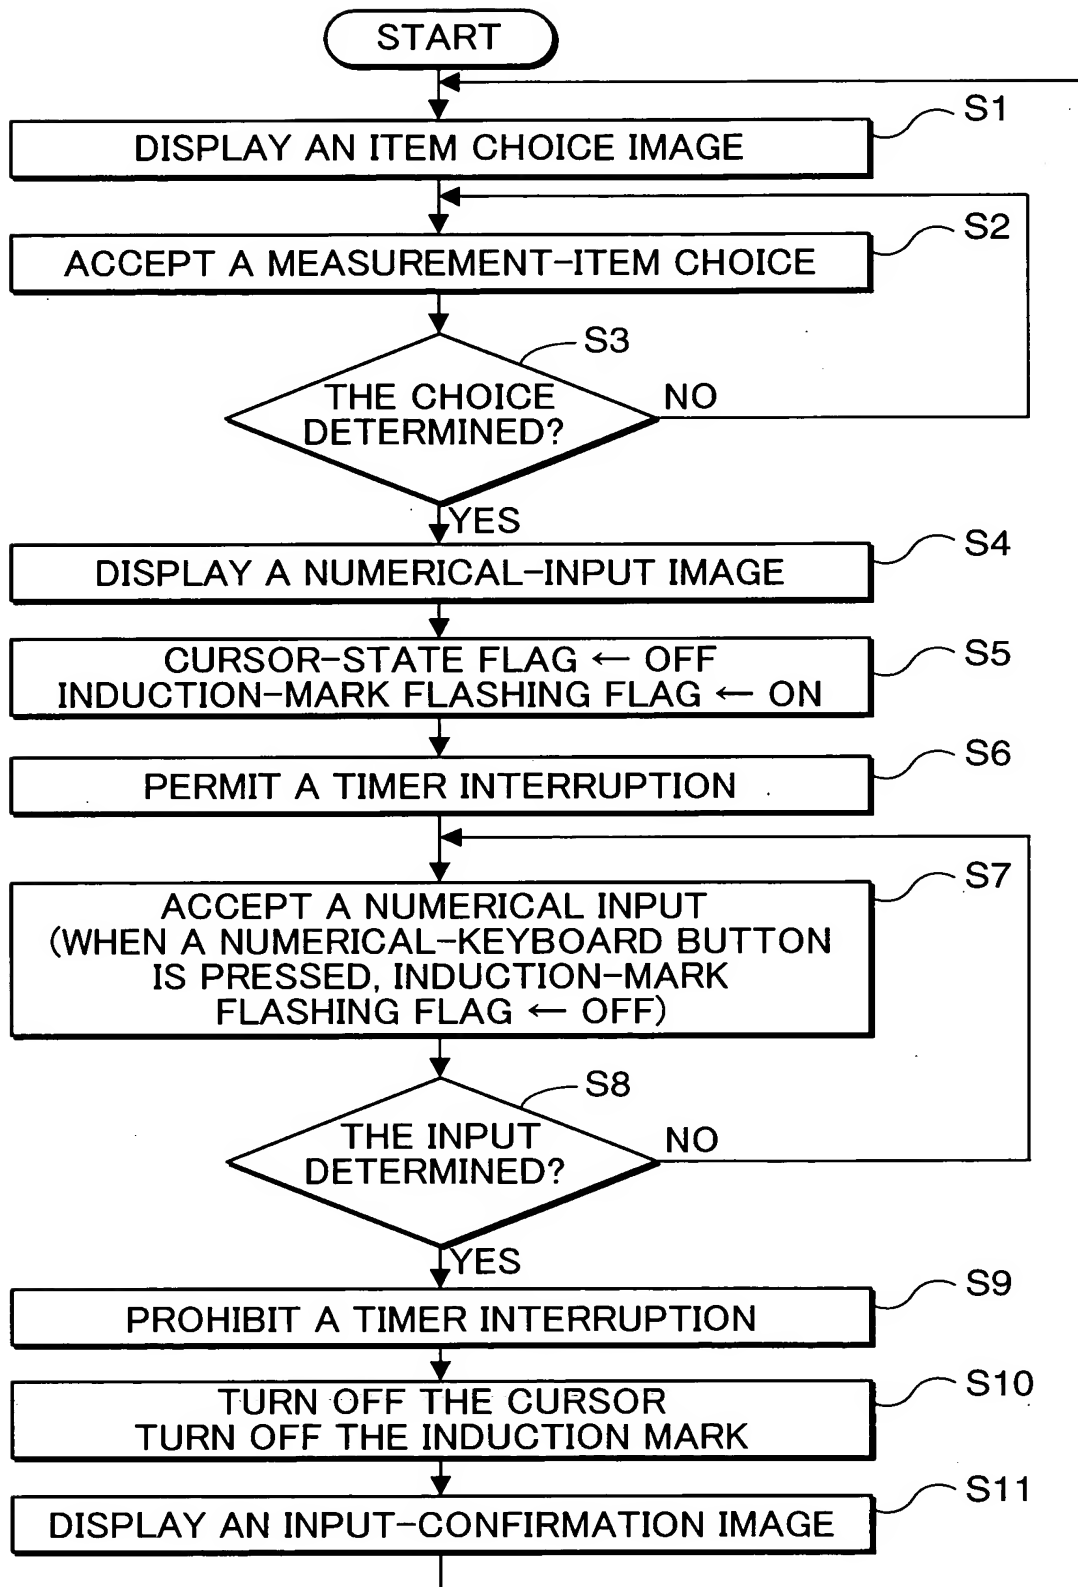 START
S1
DISPLAY AN ITEM CHOICE IMAGE
S2
ACCEPT A MEASUREMENT-ITEM CHOICE
S3
THE CHOICE
DETERMINED?
NO
YES
S4
DISPLAY A NUMERICAL-INPUT IMAGE
S5
CURSOR-STATE FLAG ← OFF
INDUCTION-MARK FLASHING FLAG ← ON
S6
PERMIT A TIMER INTERRUPTION
S7
ACCEPT A NUMERICAL INPUT
(WHEN A NUMERICAL-KEYBOARD BUTTON
IS PRESSED, INDUCTION-MARK
FLASHING FLAG ← OFF)
S8
THE INPUT
DETERMINED?
NO
YES
S9
PROHIBIT A TIMER INTERRUPTION
S10
TURN OFF THE CURSOR
TURN OFF THE INDUCTION MARK
S11
DISPLAY AN INPUT-CONFIRMATION IMAGE